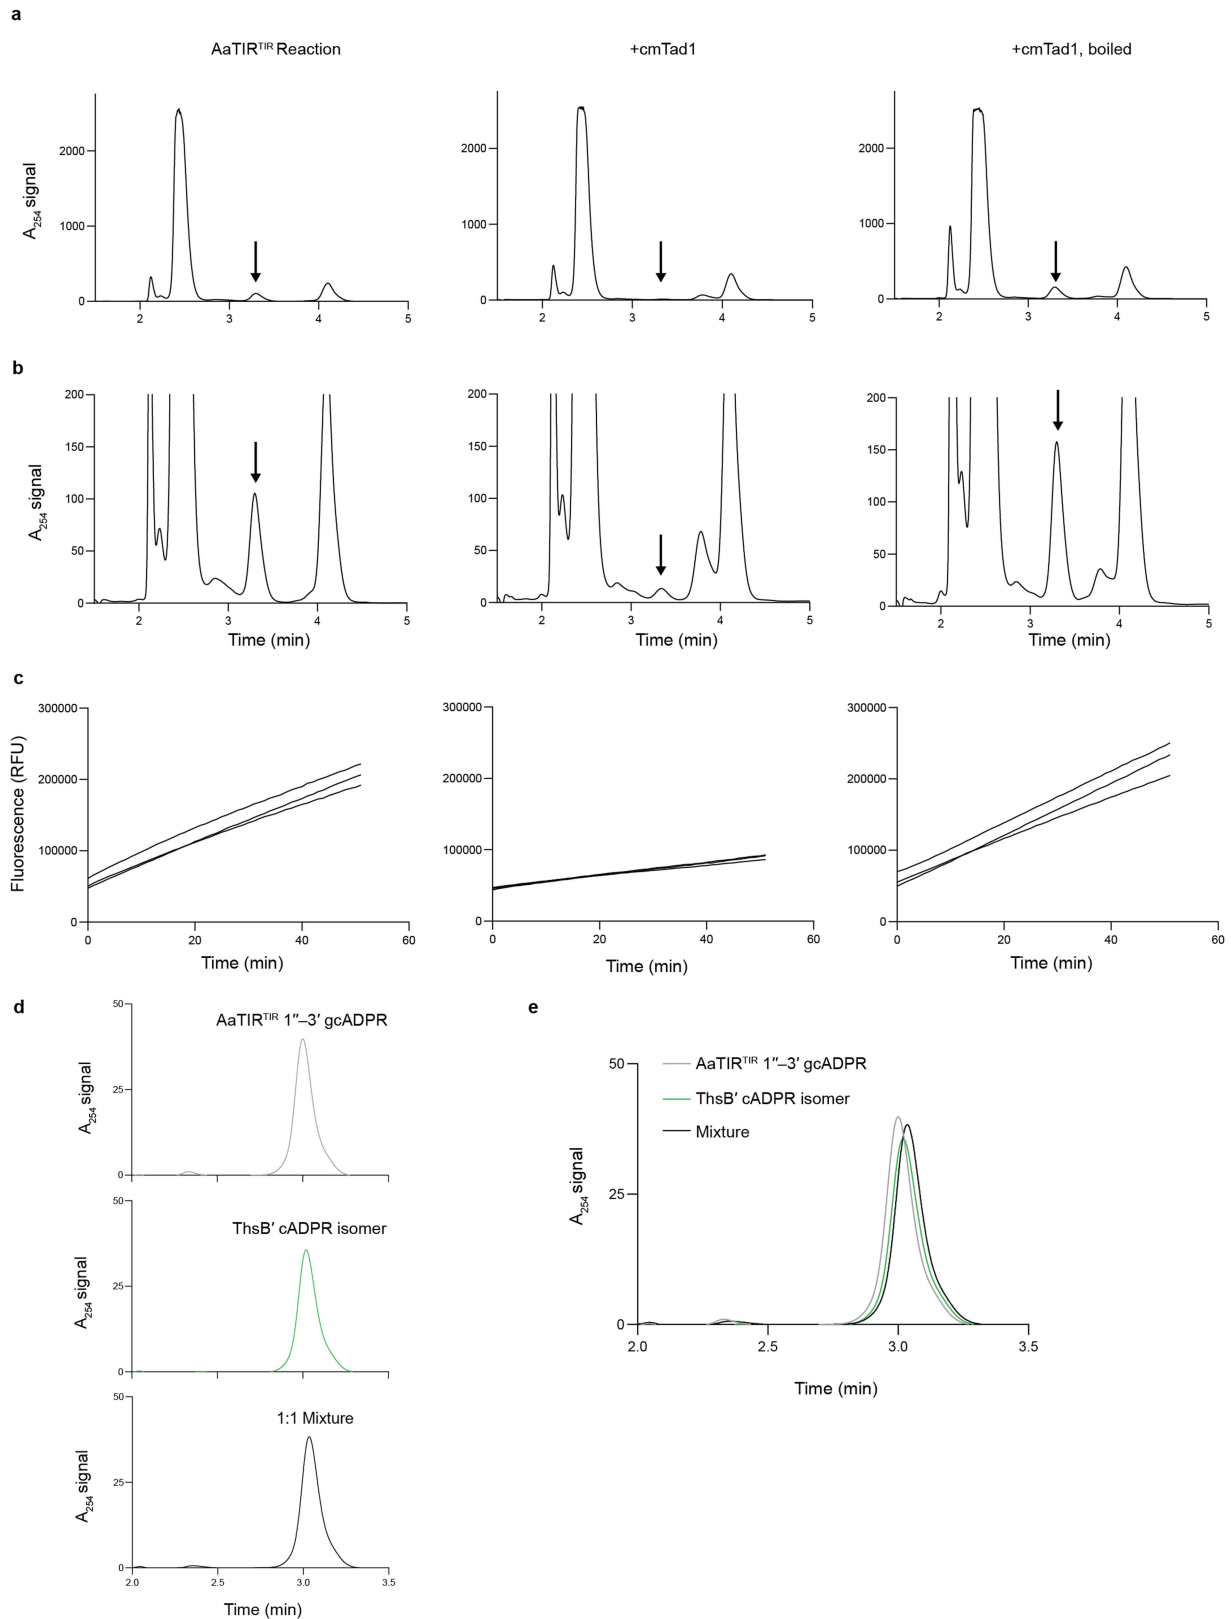 a
AaTIRᵀᴵᴿ Reaction
+cmTad1
+cmTad1, boiled
A₂₅₄ signal
2000
1000
0
2 3 4 5
2000
1000
0
2 3 4 5
2000
1000
0
2 3 4 5
b
A₂₅₄ signal
200
150
100
50
0
2 3 4 5
Time (min)
200
150
100
50
0
2 3 4 5
Time (min)
200
150
100
50
0
2 3 4 5
Time (min)
c
Fluorescence (RFU)
300000
200000
100000
0
0 20 40 60
Time (min)
300000
200000
100000
0
0 20 40 60
Time (min)
300000
200000
100000
0
0 20 40 60
Time (min)
d
AaTIRᵀᴵᴿ 1″–3′ gcADPR
A₂₅₄ signal
50
25
0
ThsB′ cADPR isomer
A₂₅₄ signal
50
25
0
1:1 Mixture
A₂₅₄ signal
50
25
0
2.0 2.5 3.0 3.5
Time (min)
e
AaTIRᵀᴵᴿ 1″–3′ gcADPR
ThsB′ cADPR isomer
Mixture
A₂₅₄ signal
50
25
0
2.0 2.5 3.0 3.5
Time (min)